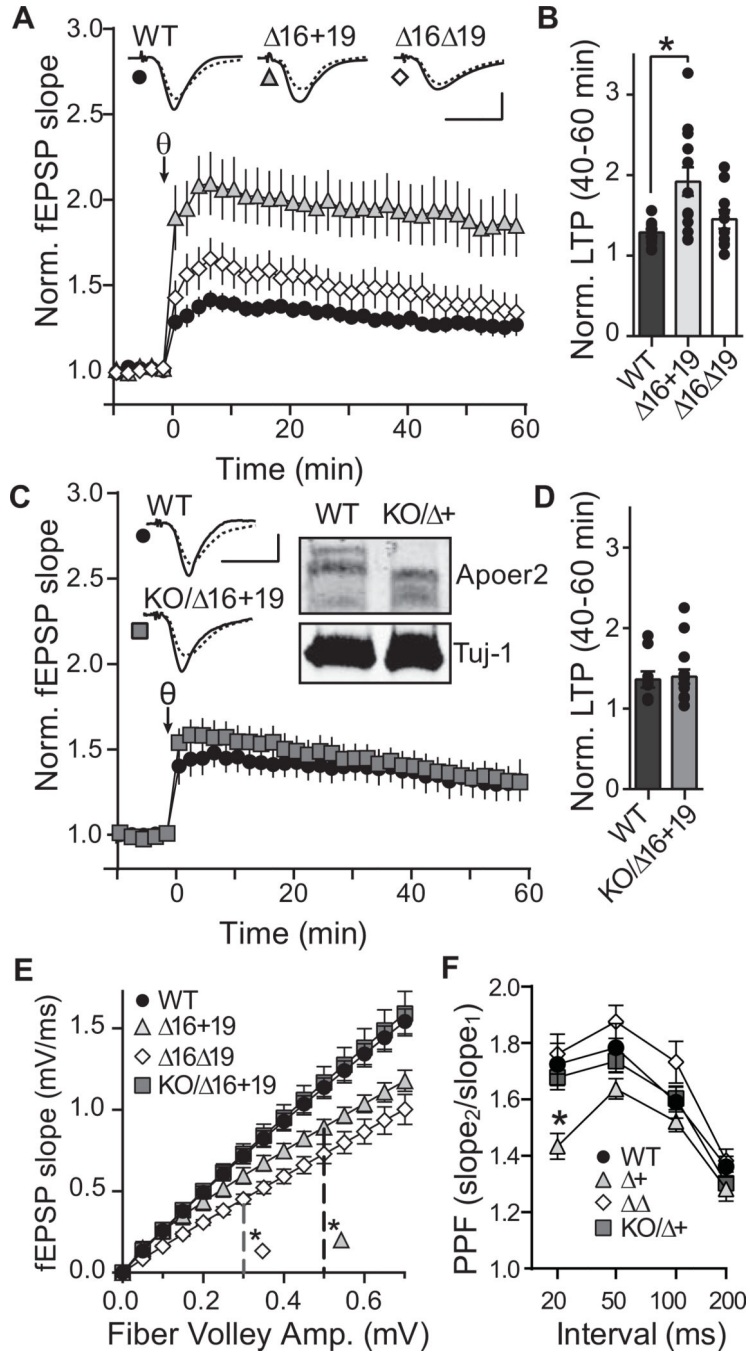 A
WT
Δ16+19
Δ16Δ19
θ
3.0
2.5
2.0
1.5
1.0
Norm. fEPSP slope
0
20
40
60
Time (min)
B
*
3
2
1
0
Norm. LTP (40-60 min)
WT
Δ16+19
Δ16Δ19
C
WT
KO/Δ16+19
WT
KO/Δ+
Apoer2
Tuj-1
θ
3.0
2.5
2.0
1.5
1.0
Norm. fEPSP slope
0
20
40
60
Time (min)
D
3
2
1
0
Norm. LTP (40-60 min)
WT
KO/Δ16+19
E
WT
Δ16+19
Δ16Δ19
KO/Δ16+19
1.5
1.0
0.5
0.0
fEPSP slope (mV/ms)
*
*
0.0
0.2
0.4
0.6
Fiber Volley Amp. (mV)
F
2.0
1.8
1.6
1.4
1.2
PPF (slope2/slope1)
*
WT
Δ+
ΔΔ
KO/Δ+
20
50
100
200
Interval (ms)